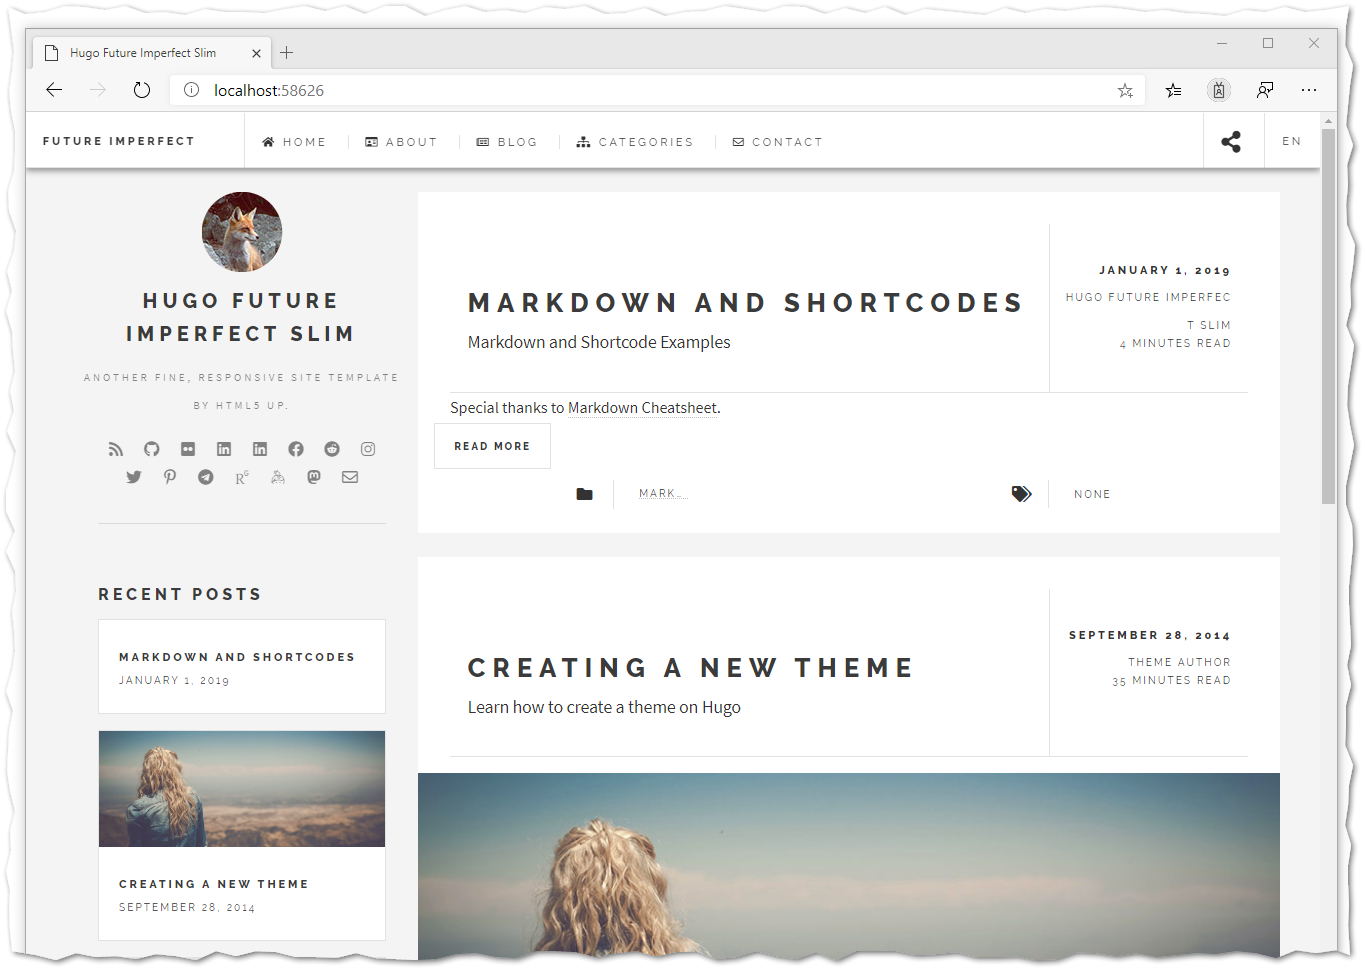 Hugo Future Imperfect Slim
localhost:58626
FUTURE IMPERFECT
HOME
ABOUT
BLOG
CATEGORIES
CONTACT
EN
HUGO FUTURE
IMPERFECT SLIM
ANOTHER FINE, RESPONSIVE SITE TEMPLATE
BY HTML5 UP.
RG
RECENT POSTS
MARKDOWN AND SHORTCODES
JANUARY 1, 2019
CREATING A NEW THEME
SEPTEMBER 28, 2014
MARKDOWN AND SHORTCODES
Markdown and Shortcode Examples
JANUARY 1, 2019
HUGO FUTURE IMPERFEC
T SLIM
4 MINUTES READ
Special thanks to Markdown Cheatsheet.
READ MORE
MARK...
NONE
CREATING A NEW THEME
Learn how to create a theme on Hugo
SEPTEMBER 28, 2014
THEME AUTHOR
35 MINUTES READ